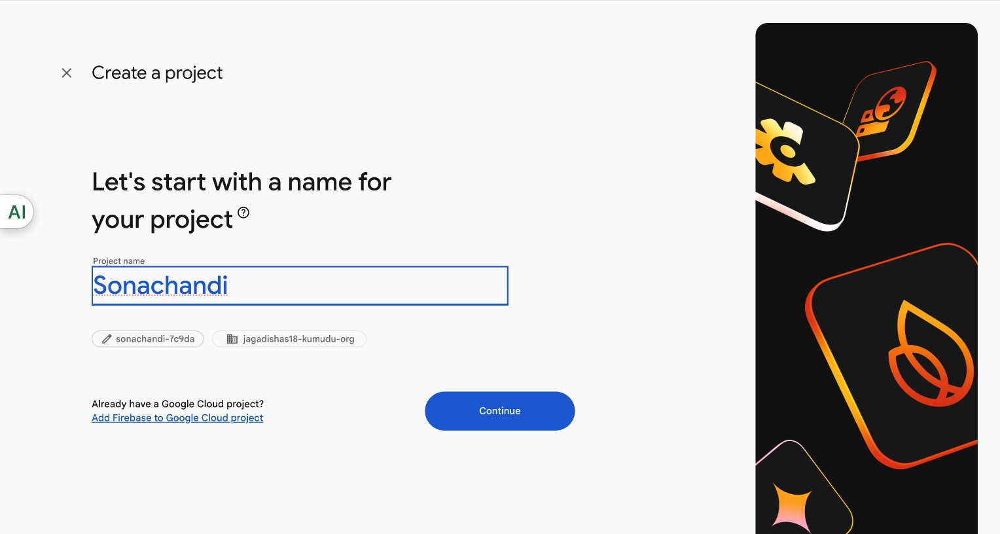 Create a project
Let's start with a name for
your project
Project name
Sonachandi
sonachandi-7c9da
jagadishas18-kumudu-org
Already have a Google Cloud project?
Add Firebase to Google Cloud project
Continue
AI